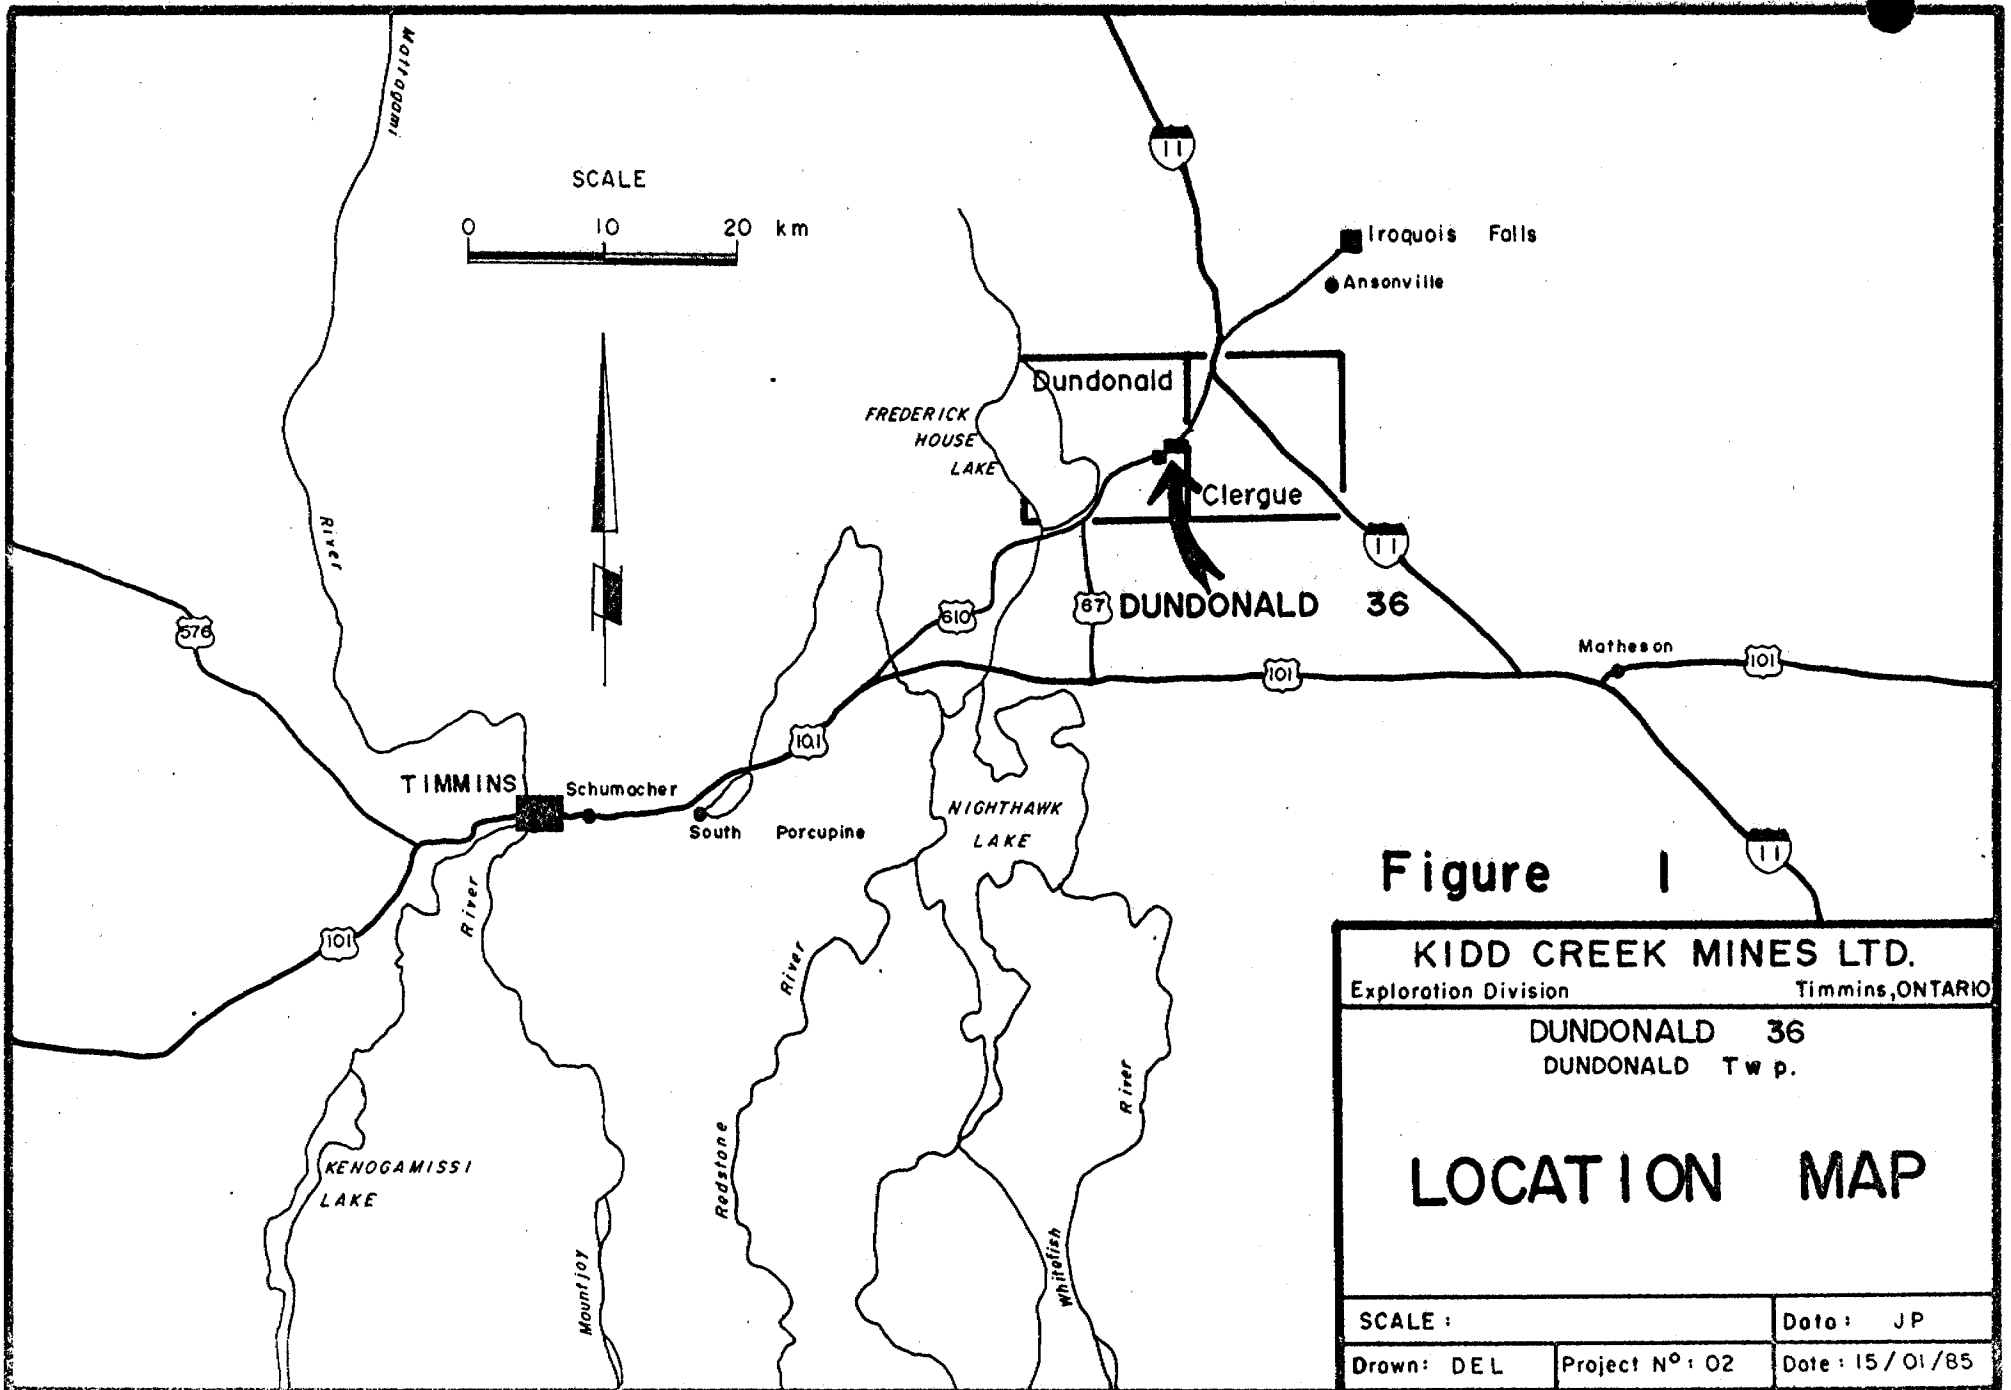 Mattagami
11
SCALE
0 10 20 km
Iroquois Falls
Ansonville
Dundonald
FREDERICK
HOUSE
LAKE
Clergue
River
11
576
610
67
DUNDONALD 36
Matheson
101
101
101
TIMMINS
Schumacher
South Porcupine
NIGHTHAWK
LAKE
11
Figure 1
River
101
River
KIDD CREEK MINES LTD.
Exploration Division Timmins, ONTARIO
DUNDONALD 36
DUNDONALD Twp.
River
Redstone
KENOGAMISSI
LAKE
LOCATION MAP
Mountjoy
Whitefish
SCALE :
Data : JP
Drawn: DEL
Project Nº : 02
Date : 15/01/85